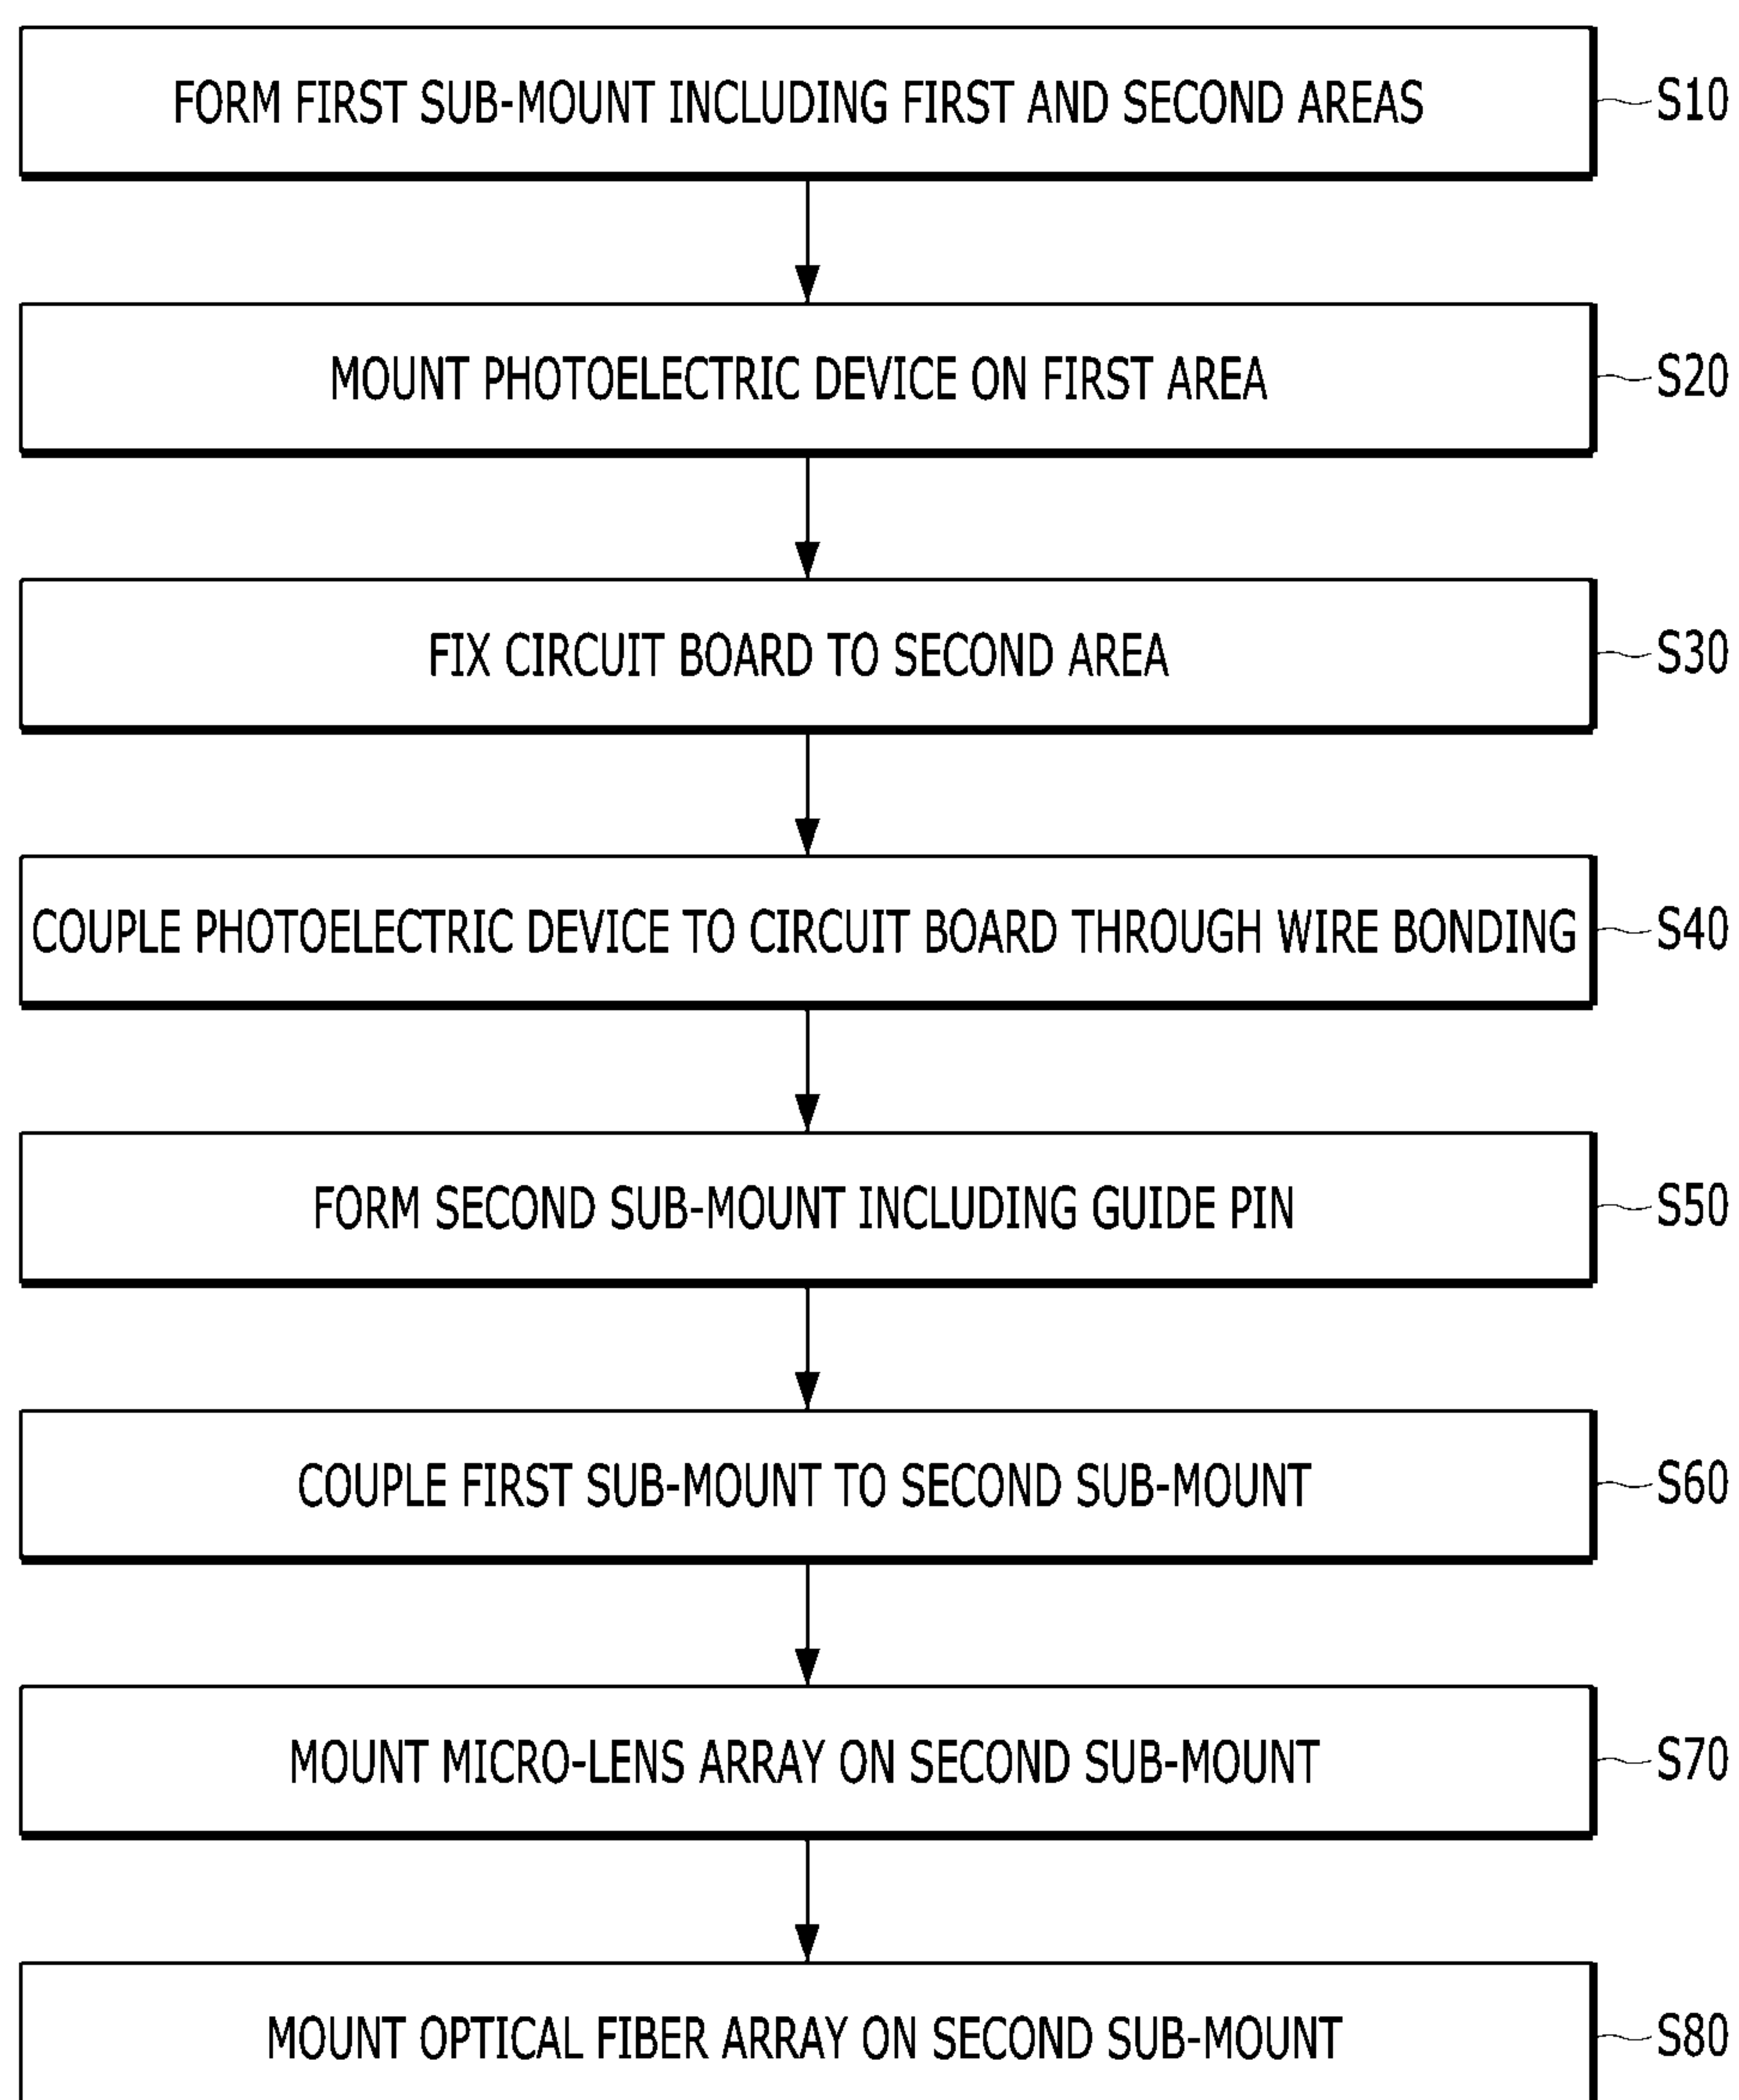 FORM FIRST SUB-MOUNT INCLUDING FIRST AND SECOND AREAS S10
MOUNT PHOTOELECTRIC DEVICE ON FIRST AREA S20
FIX CIRCUIT BOARD TO SECOND AREA S30
COUPLE PHOTOELECTRIC DEVICE TO CIRCUIT BOARD THROUGH WIRE BONDING S40
FORM SECOND SUB-MOUNT INCLUDING GUIDE PIN S50
COUPLE FIRST SUB-MOUNT TO SECOND SUB-MOUNT S60
MOUNT MICRO-LENS ARRAY ON SECOND SUB-MOUNT S70
MOUNT OPTICAL FIBER ARRAY ON SECOND SUB-MOUNT S80